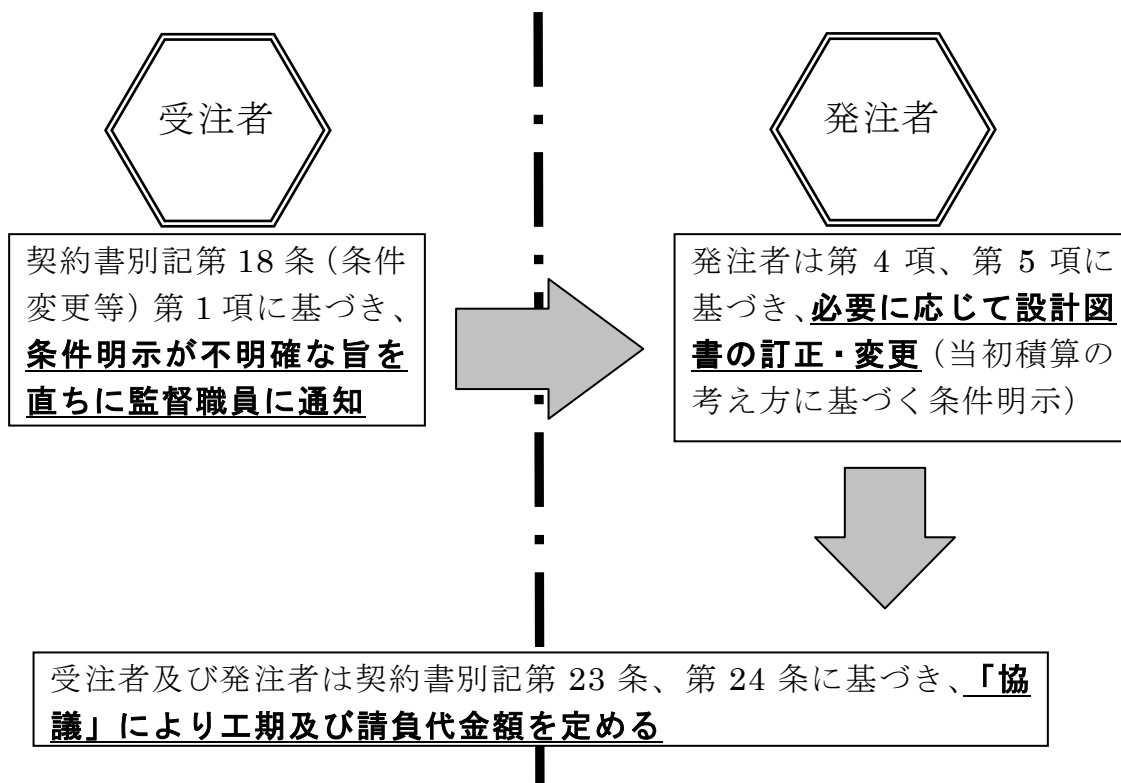 受注者
契約書別記第 18 条（条件
変更等）第 1 項に基づき、
条件明示が不明確な旨を
直ちに監督職員に通知
発注者
発注者は第 4 項、第 5 項に
基づき、必要に応じて設計図
書の訂正・変更（当初積算の
考え方に基づく条件明示）
受注者及び発注者は契約書別記第 23 条、第 24 条に基づき、「協
議」により工期及び請負代金額を定める